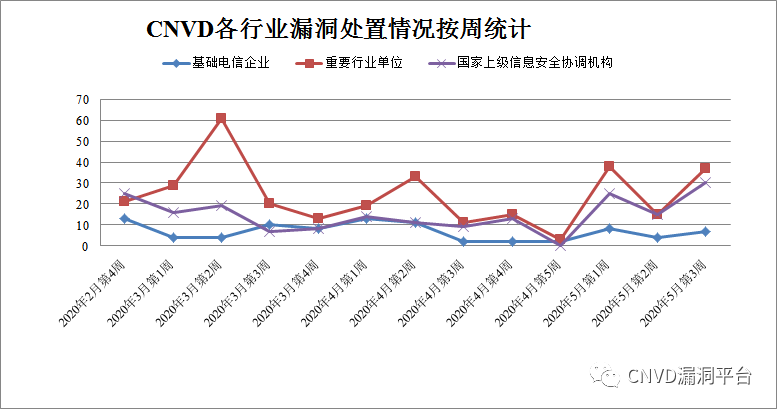 CNVD各行业漏洞处置情况按周统计
基础电信企业 重要行业单位 国家上级信息安全协调机构
70
60
50
40
30
20
10
0
2020年2月第4周
2020年3月第1周
2020年3月第2周
2020年3月第3周
2020年3月第4周
2020年4月第1周
2020年4月第2周
2020年4月第3周
2020年4月第4周
2020年4月第5周
2020年5月第1周
2020年5月第2周
2020年5月第3周
CNVD漏洞平台